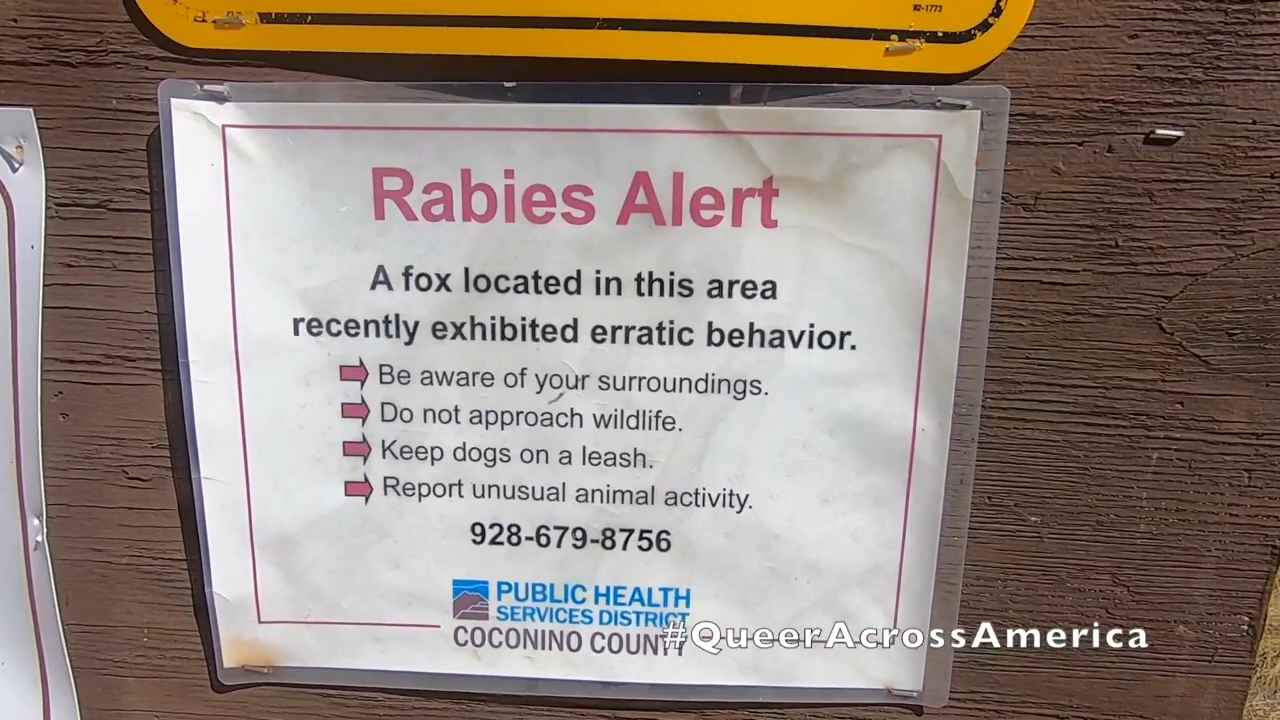 92-1773
Rabies Alert
A fox located in this area
recently exhibited erratic behavior.
Be aware of your surroundings.
Do not approach wildlife.
Keep dogs on a leash.
Report unusual animal activity.
928-679-8756
PUBLIC HEALTH
SERVICES DISTRICT
COCONINO COUNTY
#QueerAcrossAmerica